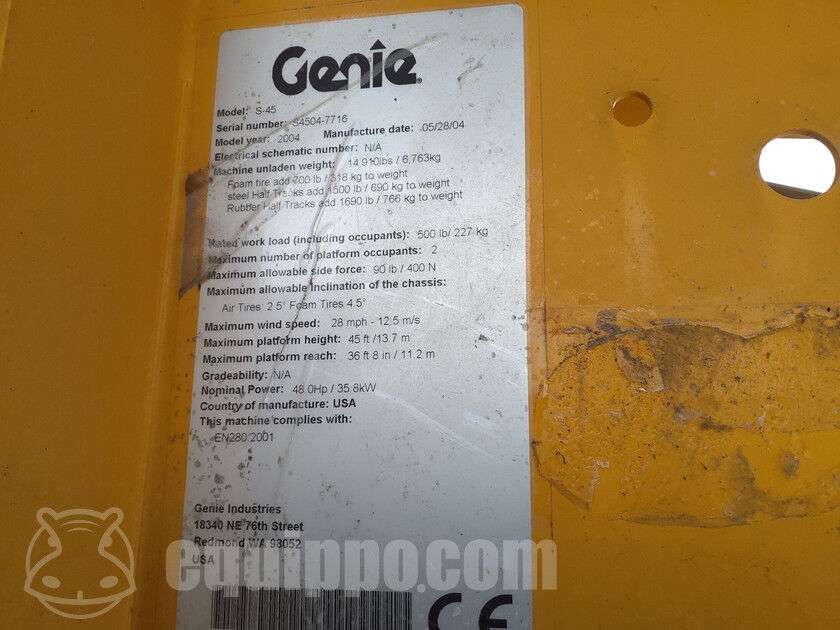 Genie
Model: S-45
Serial number: S4504-7716
Model year: 2004 Manufacture date: 05/28/04
Electrical schematic number: N/A
Machine unladen weight: 14.910lbs / 6,763kg
Foam tire add 700 lb / 318 kg to weight
steel Half Tracks add 1500 lb / 690 kg to weight
Rubber Half Tracks add 1690 lb / 766 kg to weight
Rated work load (including occupants): 500 lb/ 227 kg
Maximum number of platform occupants: 2
Maximum allowable side force: 90 lb / 400 N
Maximum allowable Inclination of the chassis:
Air Tires: 2.5° Foam Tires 4.5°
Maximum wind speed: 28 mph - 12.5 m/s
Maximum platform height: 45 ft /13.7 m
Maximum platform reach: 36 ft 8 in / 11.2 m
Gradeability: N/A
Nominal Power: 48.0Hp / 35.8kW
Country of manufacture: USA
This machine complies with:
EN280:2001
Genie Industries
18340 NE 76th Street
Redmond WA 98052
USA
equippo.com
CE